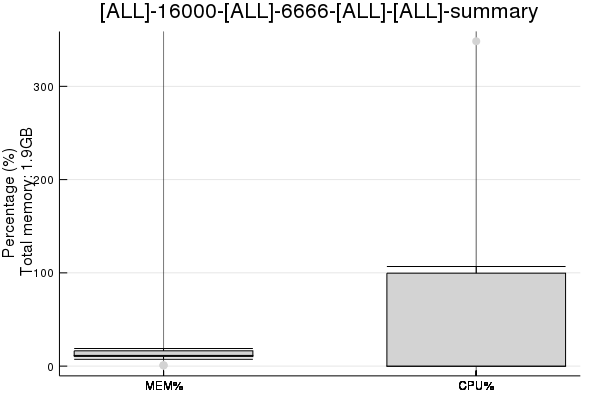 [ALL]-16000-[ALL]-6666-[ALL]-[ALL]-summary
Percentage (%)
Total memory: 1.9GB
300
200
100
0
MEM%
CPU%